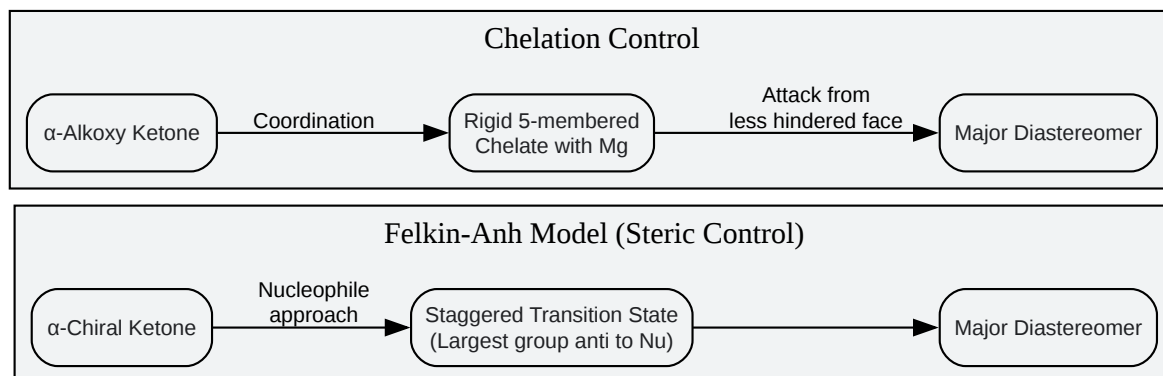 Chelation Control
α-Alkoxy Ketone
Coordination
Rigid 5-membered
Chelate with Mg
Attack from
less hindered face
Major Diastereomer
Felkin-Anh Model (Steric Control)
α-Chiral Ketone
Nucleophile
approach
Staggered Transition State
(Largest group anti to Nu)
Major Diastereomer